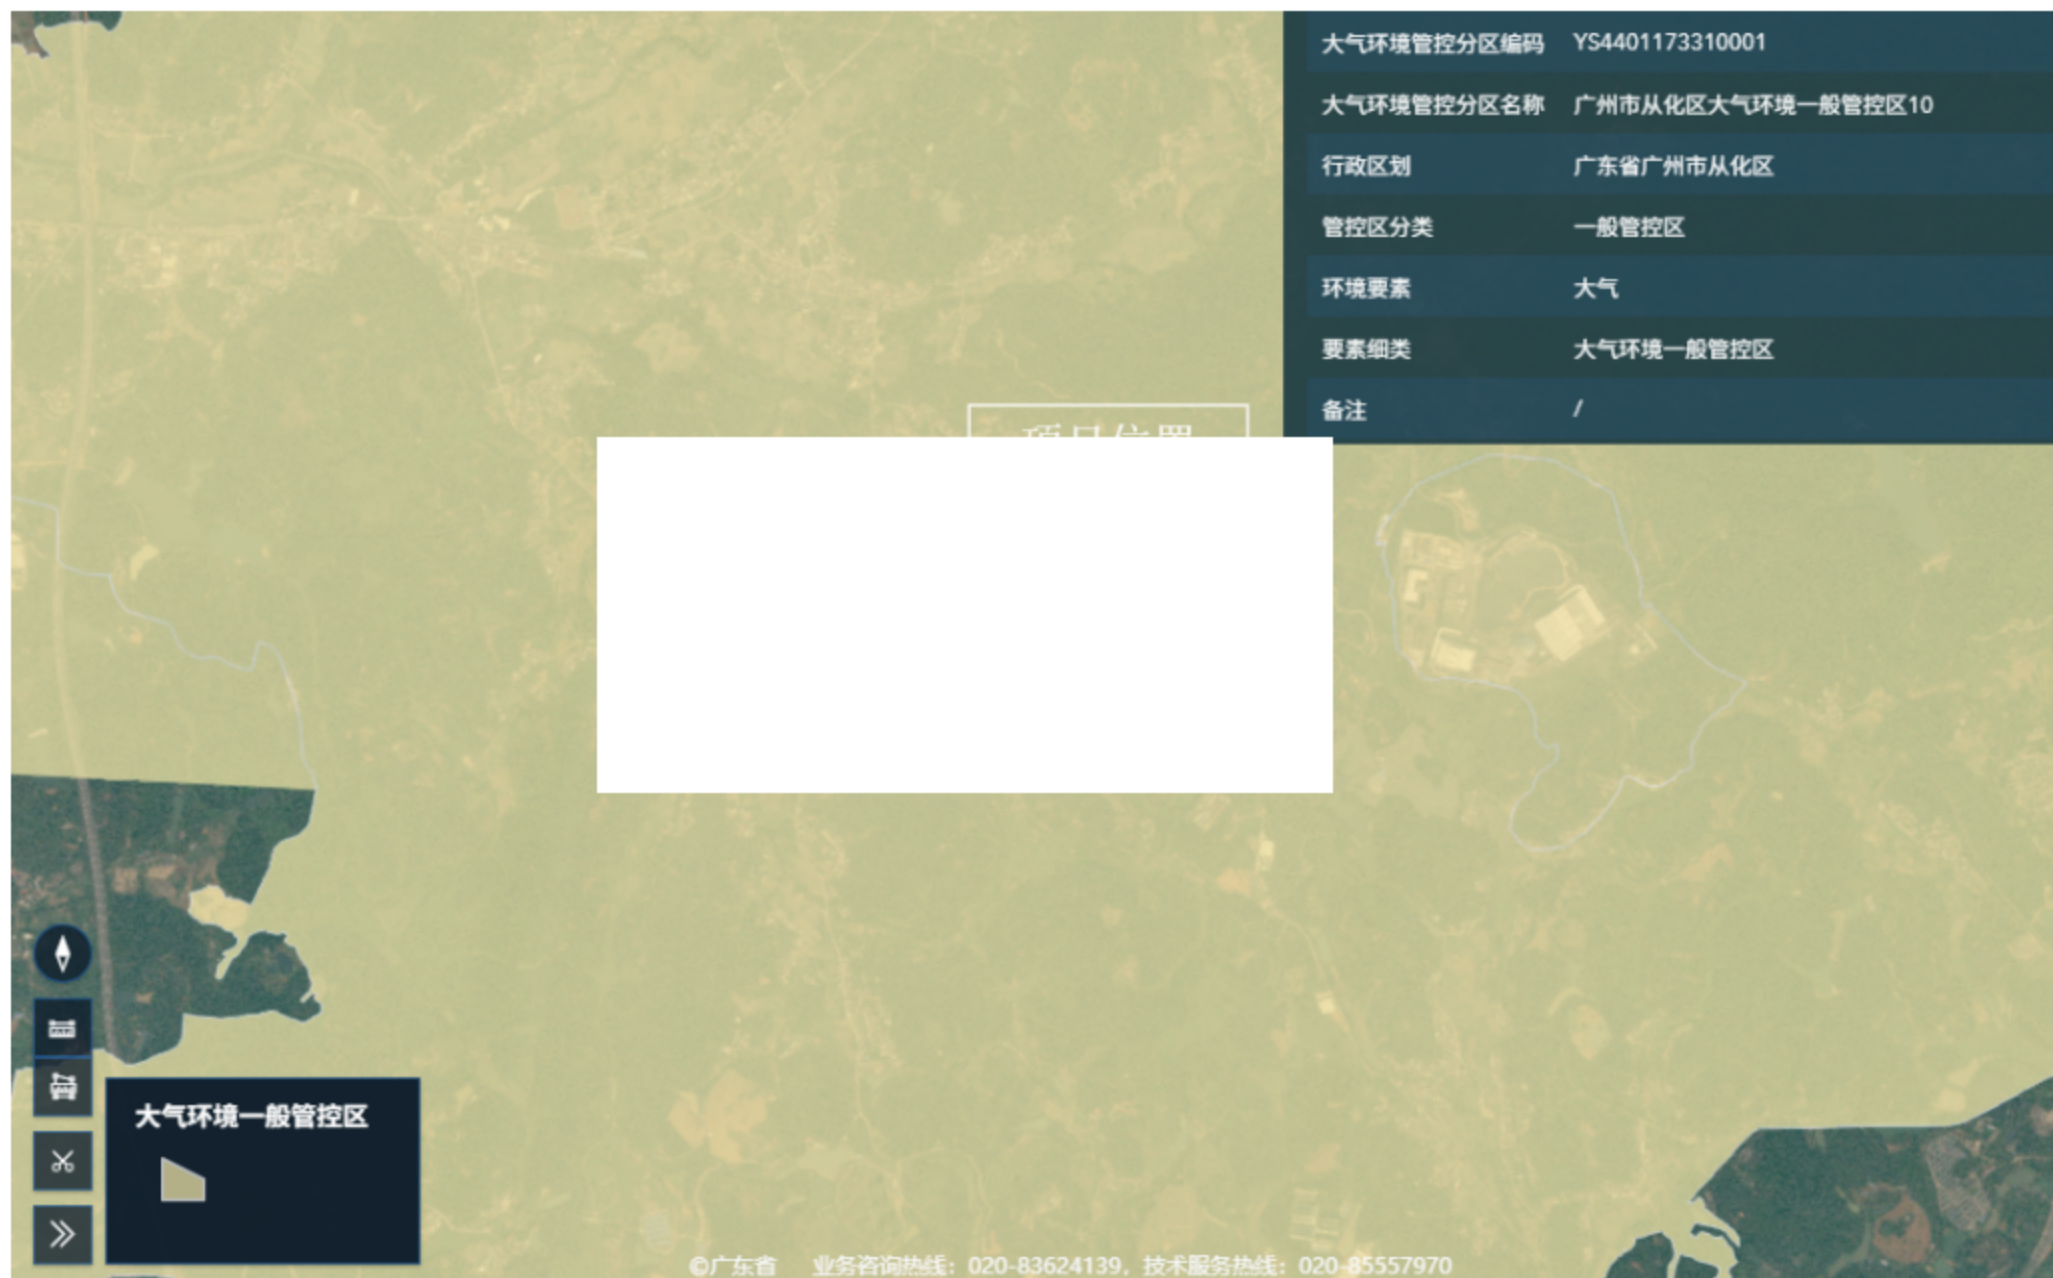 大气环境管控分区编码 YS4401173310001
大气环境管控分区名称 广州市从化区大气环境一般管控区10
行政区划 广东省广州市从化区
管控区分类 一般管控区
环境要素 大气
要素细类 大气环境一般管控区
备注 /
项目位置
大气环境一般管控区
©广东省 业务咨询热线：020-83624139，技术服务热线：020-85557970